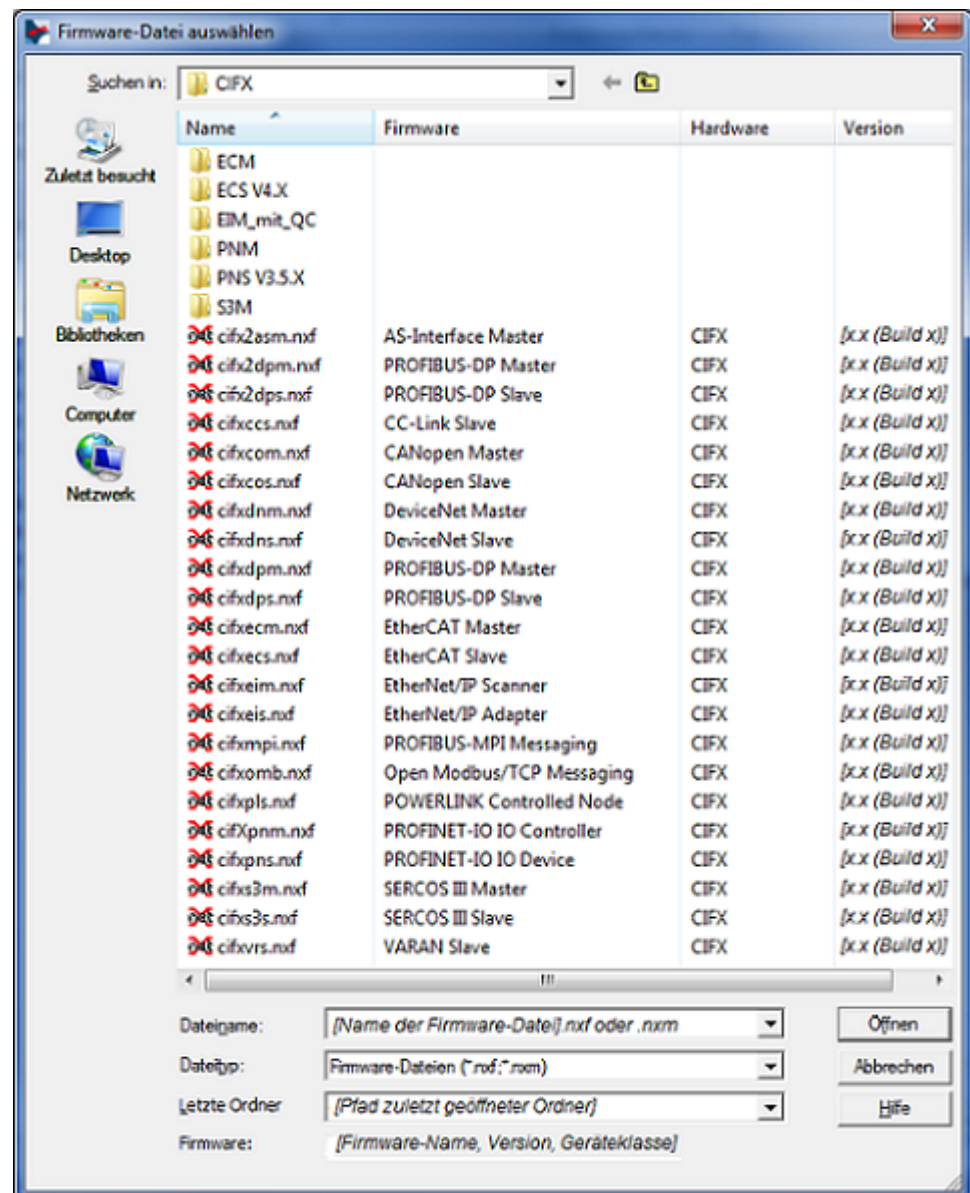 Firmware-Datei auswählen
Suchen in: CIFX
Name Firmware Hardware Version
Zuletzt besucht
Desktop
Bibliotheken
Computer
Netzwerk
ECM
ECS V4.X
EIM_mit_QC
PNM
PNS V3.5.X
S3M
cifx2asm.nxf AS-Interface Master CIFX [x.x (Build x)]
cifx2dpm.nxf PROFIBUS-DP Master CIFX [x.x (Build x)]
cifx2dps.nxf PROFIBUS-DP Slave CIFX [x.x (Build x)]
cifxccs.nxf CC-Link Slave CIFX [x.x (Build x)]
cifxcom.nxf CANopen Master CIFX [x.x (Build x)]
cifxcos.nxf CANopen Slave CIFX [x.x (Build x)]
cifxdnm.nxf DeviceNet Master CIFX [x.x (Build x)]
cifxdns.nxf DeviceNet Slave CIFX [x.x (Build x)]
cifxdpm.nxf PROFIBUS-DP Master CIFX [x.x (Build x)]
cifxdps.nxf PROFIBUS-DP Slave CIFX [x.x (Build x)]
cifxecm.nxf EtherCAT Master CIFX [x.x (Build x)]
cifxecs.nxf EtherCAT Slave CIFX [x.x (Build x)]
cifxeim.nxf EtherNet/IP Scanner CIFX [x.x (Build x)]
cifxeis.nxf EtherNet/IP Adapter CIFX [x.x (Build x)]
cifxmpi.nxf PROFIBUS-MPI Messaging CIFX [x.x (Build x)]
cifxomb.nxf Open Modbus/TCP Messaging CIFX [x.x (Build x)]
cifxpls.nxf POWERLINK Controlled Node CIFX [x.x (Build x)]
cifXpnm.nxf PROFINET-IO IO Controller CIFX [x.x (Build x)]
cifxpns.nxf PROFINET-IO IO Device CIFX [x.x (Build x)]
cifxs3m.nxf SERCOS III Master CIFX [x.x (Build x)]
cifxs3s.nxf SERCOS III Slave CIFX [x.x (Build x)]
cifxvrs.nxf VARAN Slave CIFX [x.x (Build x)]
Dateiname: [Name der Firmware-Datei].nxf oder .nxm Öffnen
Dateityp: Firmware-Dateien (*.nxf;*.nxm) Abbrechen
Letzte Ordner [Pfad zuletzt geöffneter Ordner] Hilfe
Firmware: [Firmware-Name, Version, Geräteklasse]